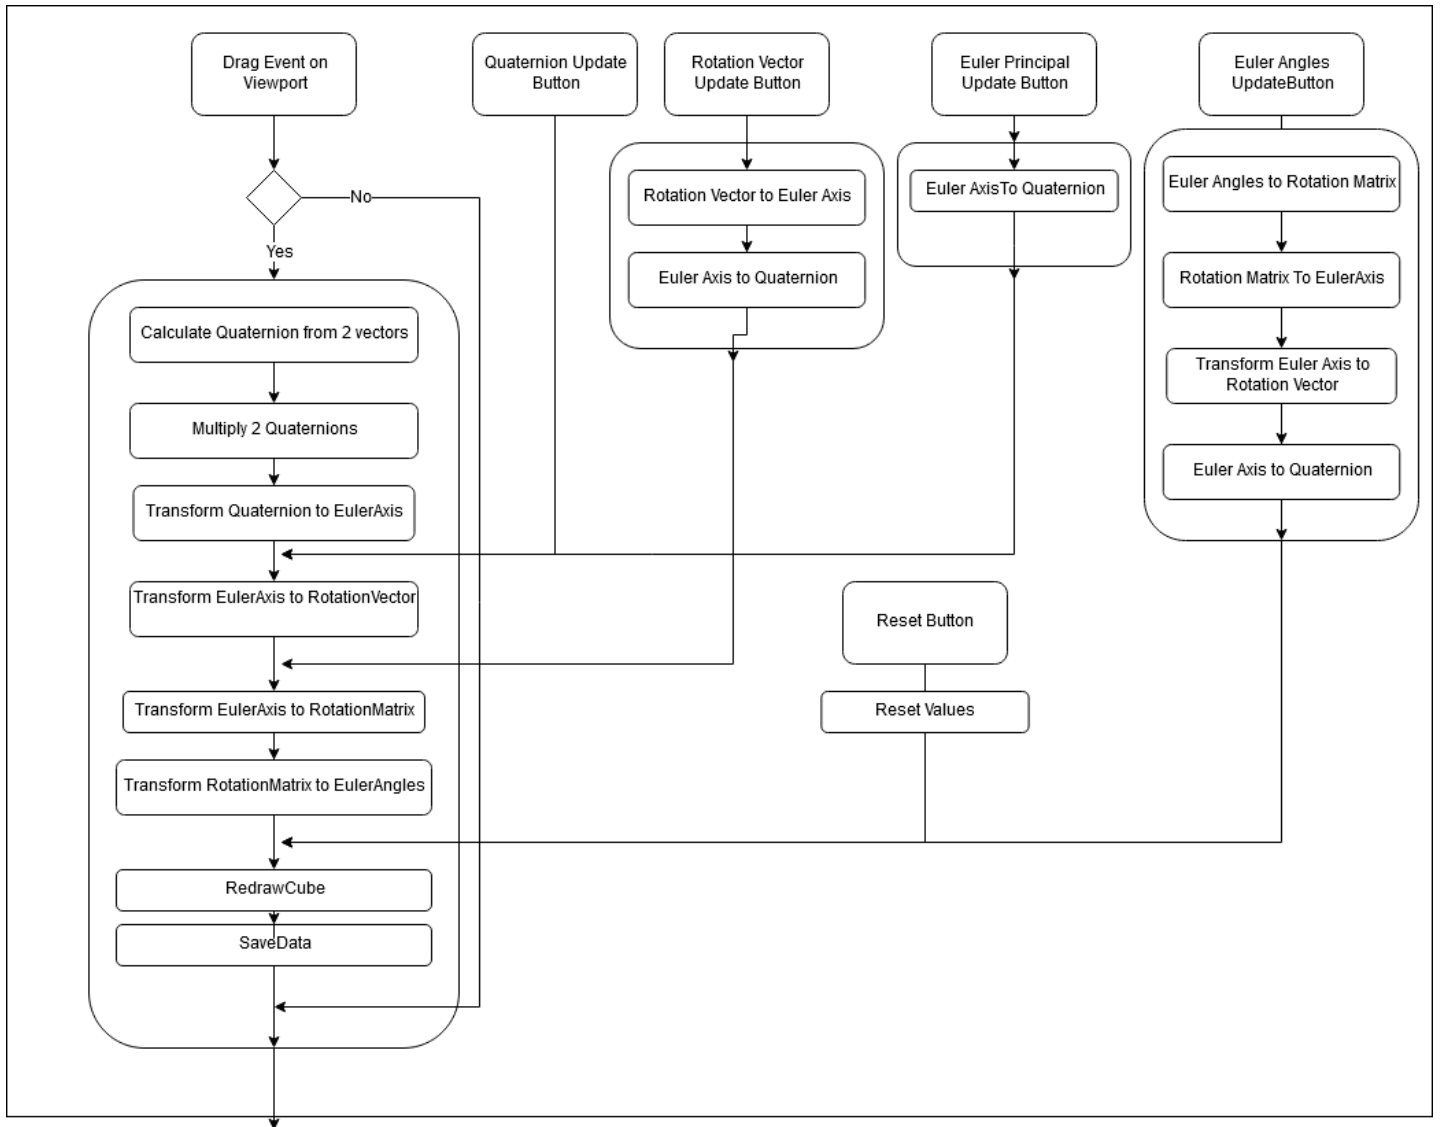 Drag Event on
Viewport
Quaternion Update
Button
Rotation Vector
Update Button
Euler Principal
Update Button
Euler Angles
UpdateButton
No
Yes
Rotation Vector to Euler Axis
Euler Axis to Quaternion
Euler AxisTo Quaternion
Euler Angles to Rotation Matrix
Rotation Matrix To EulerAxis
Transform Euler Axis to
Rotation Vector
Euler Axis to Quaternion
Calculate Quaternion from 2 vectors
Multiply 2 Quaternions
Transform Quaternion to EulerAxis
Transform EulerAxis to RotationVector
Transform EulerAxis to RotationMatrix
Transform RotationMatrix to EulerAngles
RedrawCube
SaveData
Reset Button
Reset Values